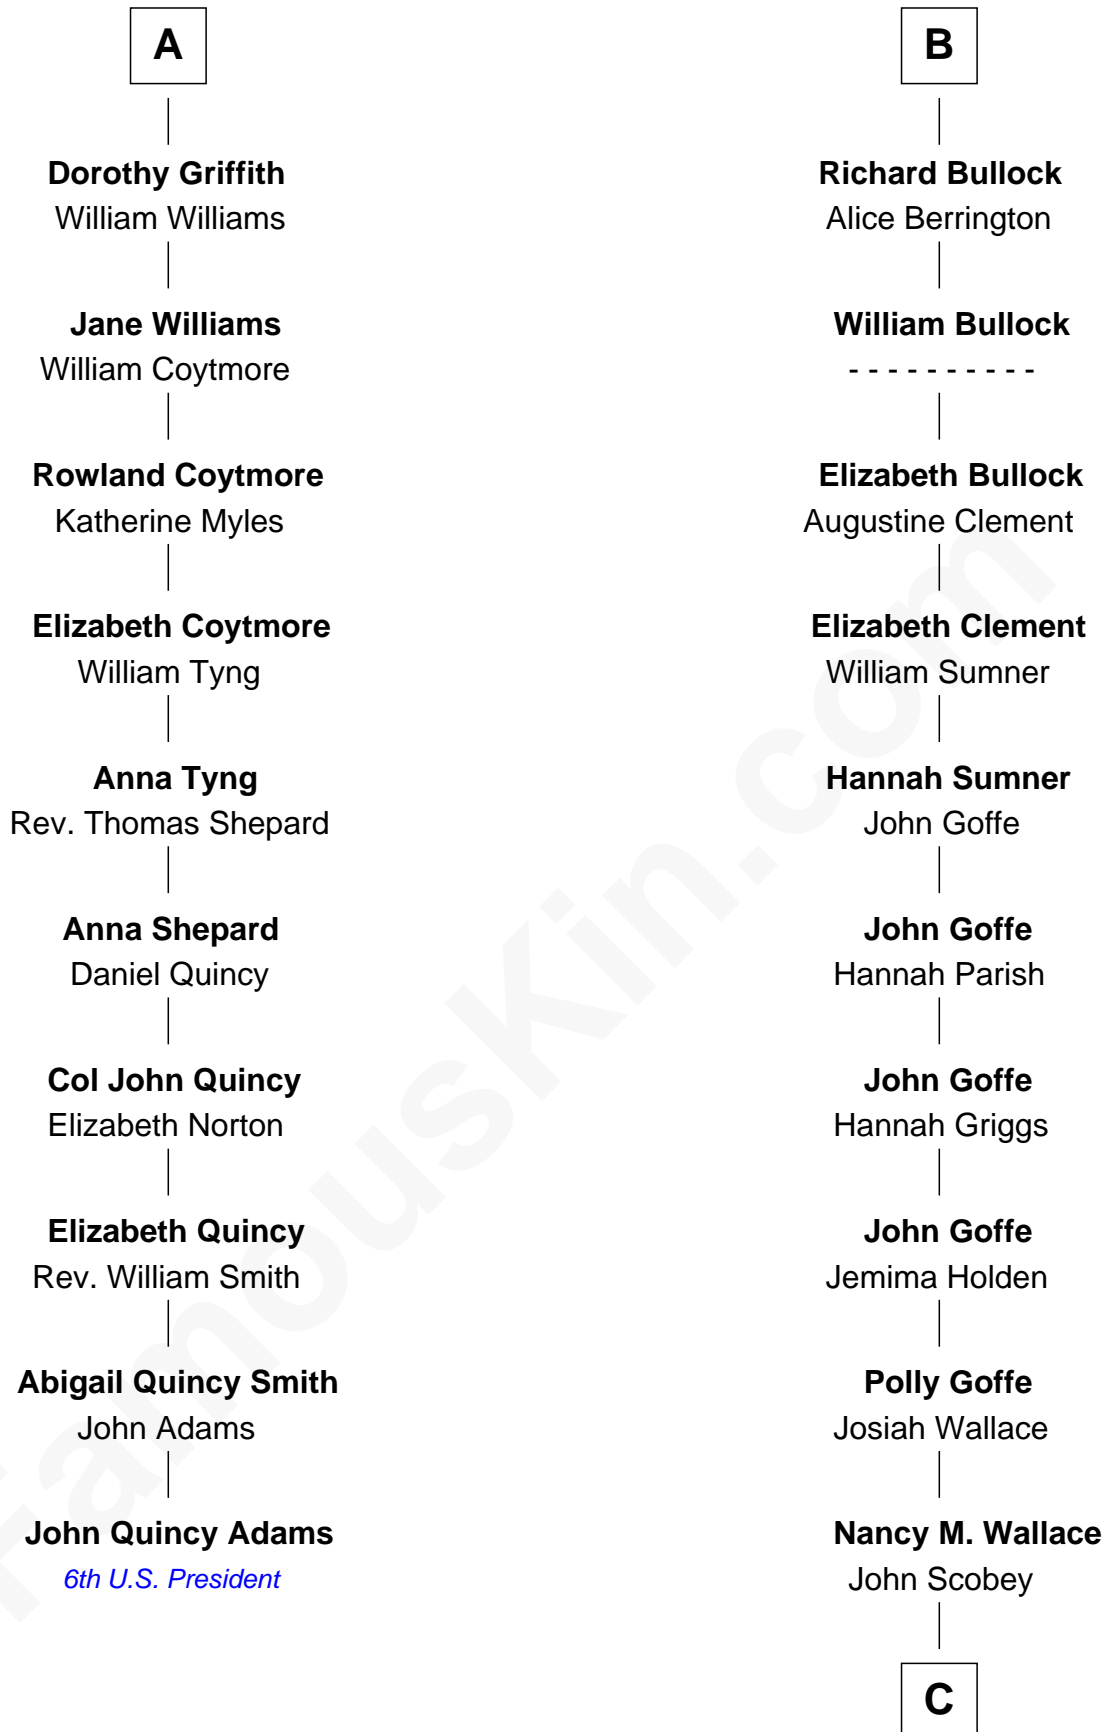 A
Dorothy Griffith
William Williams
Jane Williams
William Coytmore
Rowland Coytmore
Katherine Myles
Elizabeth Coytmore
William Tyng
Anna Tyng
Rev. Thomas Shepard
Anna Shepard
Daniel Quincy
Col John Quincy
Elizabeth Norton
Elizabeth Quincy
Rev. William Smith
Abigail Quincy Smith
John Adams
John Quincy Adams
6th U.S. President
B
Richard Bullock
Alice Berrington
William Bullock
- - - - - - - - - -
Elizabeth Bullock
Augustine Clement
Elizabeth Clement
William Sumner
Hannah Sumner
John Goffe
John Goffe
Hannah Parish
John Goffe
Hannah Griggs
John Goffe
Jemima Holden
Polly Goffe
Josiah Wallace
Nancy M. Wallace
John Scobey
C
FamousKin.com